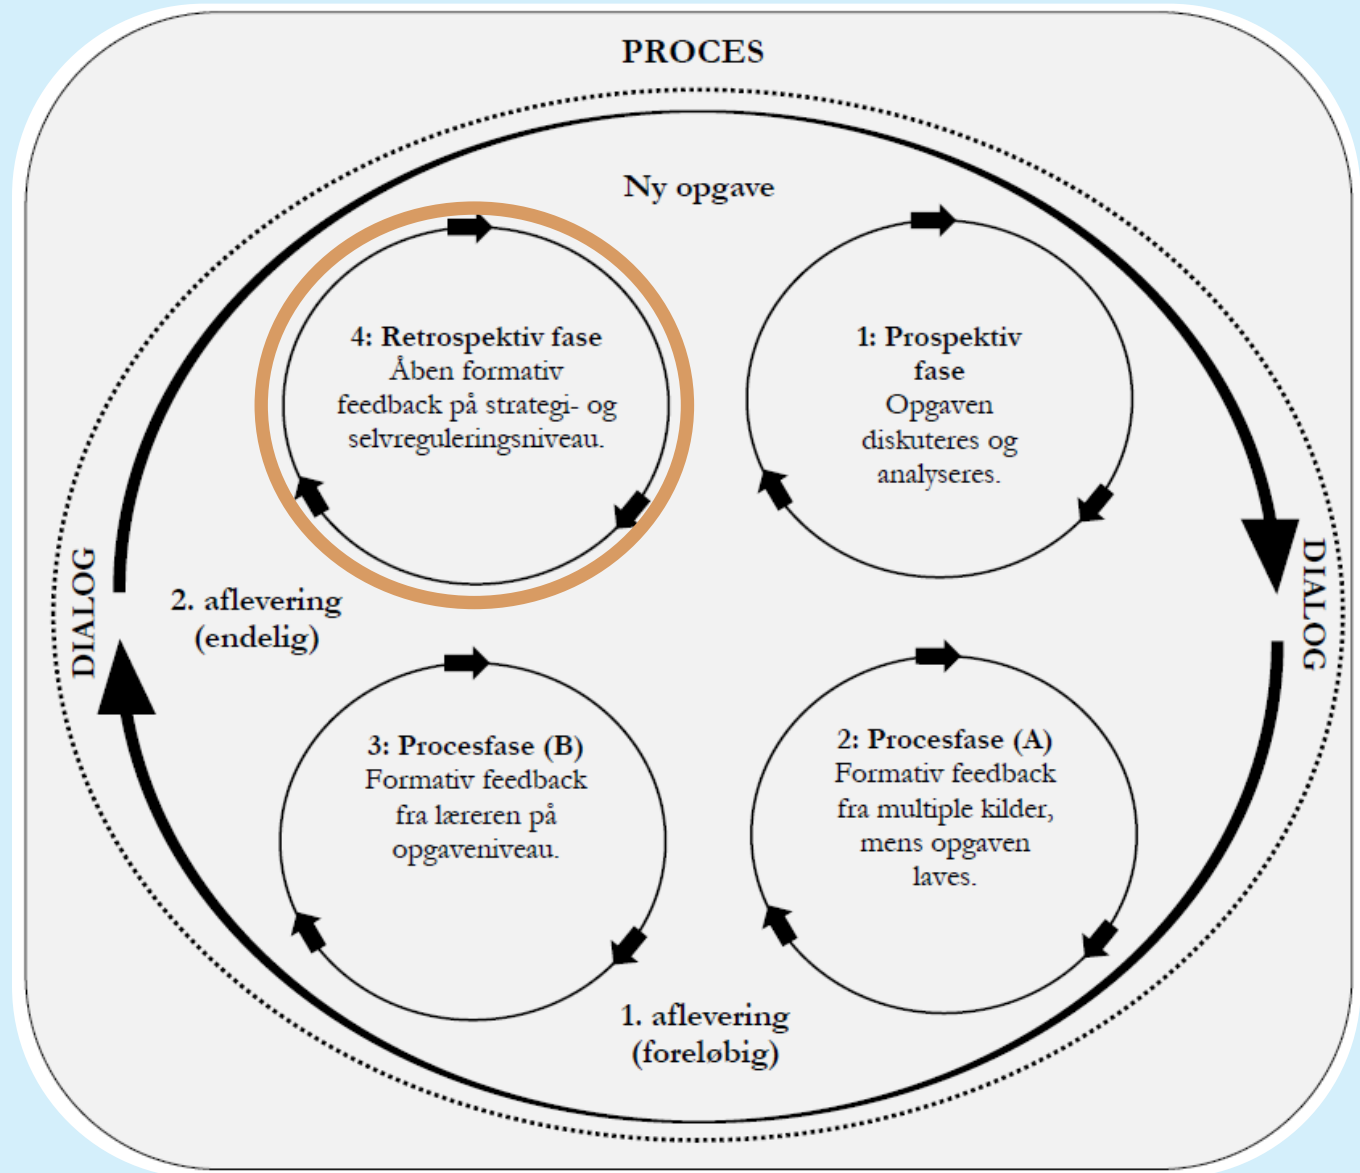 PROCES
Ny opgave
4: Retrospektiv fase
Åben formativ
feedback på strategi- og
selvreguleringsniveau.
1: Prospektiv
fase
Opgaven
diskuteres og
analyseres.
DIALOG
DIALOG
2. aflevering
(endelig)
3: Procesfase (B)
Formativ feedback
fra læreren på
opgaveniveau.
2: Procesfase (A)
Formativ feedback
fra multiple kilder,
mens opgaven
laves.
1. aflevering
(foreløbig)